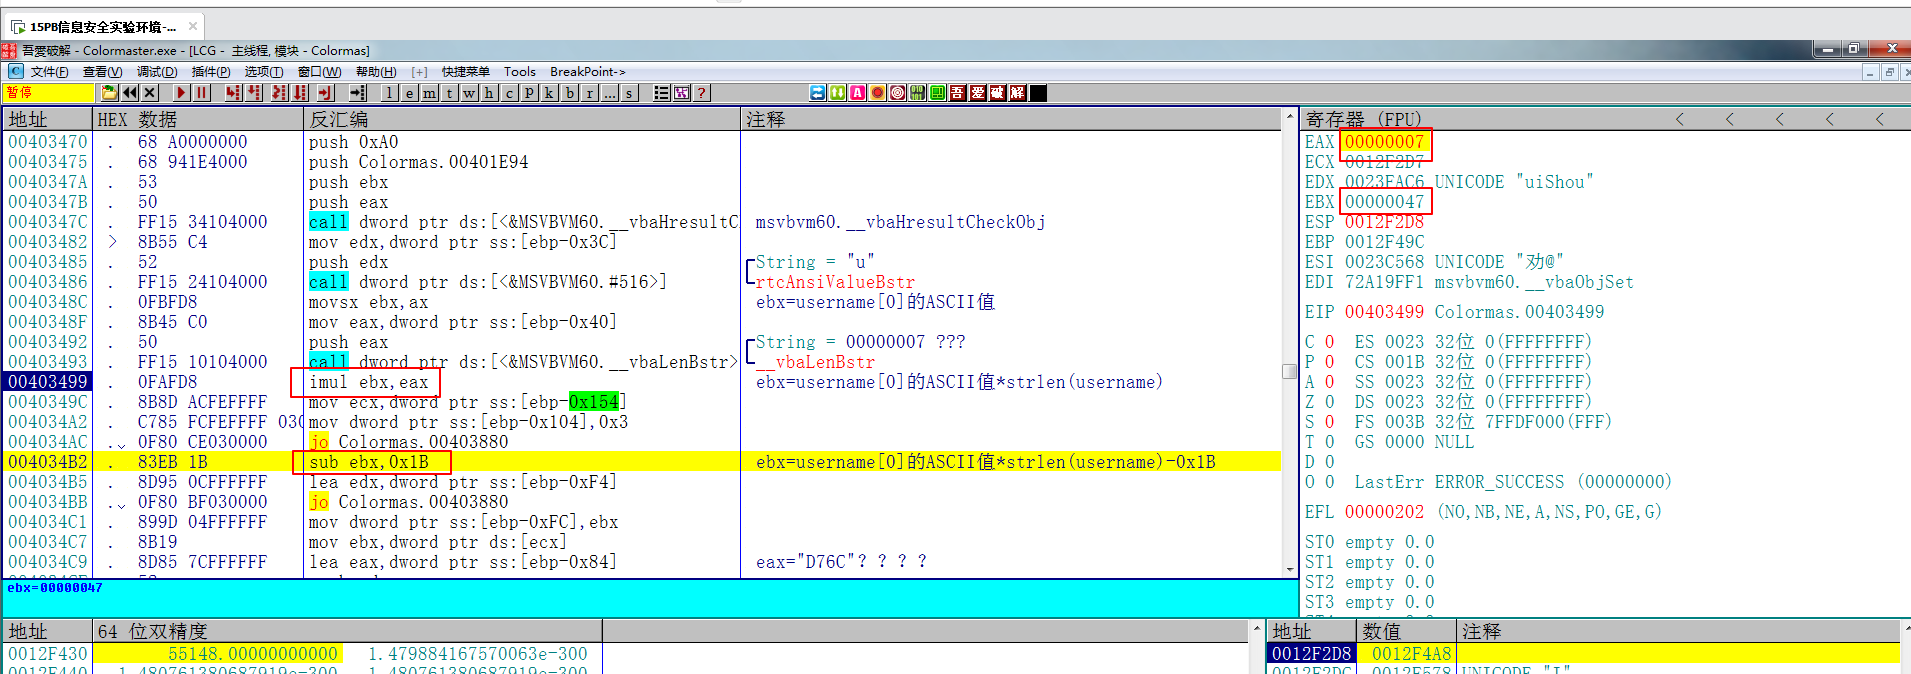 15PB信息安全实验环境-...
吾愛破解 - Colormaster.exe - [LCG - 主线程, 模块 - Colormas]
文件(F) 查看(V) 调试(D) 插件(P) 选项(T) 窗口(W) 帮助(H) [+] 快捷菜单 Tools BreakPoint->
暂停 l e m t w h c p k b r ... s ? 吾 爱 破 解
地址 HEX 数据 反汇编 注释
00403470 . 68 A0000000 push 0xA0
00403475 . 68 941E4000 push Colormas.00401E94
0040347A . 53 push ebx
0040347B . 50 push eax
0040347C . FF15 34104000 call dword ptr ds:[<&MSVBVM60.__vbaHresultC msvbvm60.__vbaHresultCheckObj
00403482 > 8B55 C4 mov edx,dword ptr ss:[ebp-0x3C]
00403485 . 52 push edx String = "u"
00403486 . FF15 24104000 call dword ptr ds:[<&MSVBVM60.#516>] rtcAnsiValueBstr
0040348C . 0FBFD8 movsx ebx,ax ebx=username[0]的ASCII值
0040348F . 8B45 C0 mov eax,dword ptr ss:[ebp-0x40]
00403492 . 50 push eax String = 00000007 ???
00403493 . FF15 10104000 call dword ptr ds:[<&MSVBVM60.__vbaLenBstr> __vbaLenBstr
00403499 . 0FAFD8 imul ebx,eax ebx=username[0]的ASCII值*strlen(username)
0040349C . 8B8D ACFEFFFF mov ecx,dword ptr ss:[ebp-0x154]
004034A2 . C785 FCFEFFFF 030 mov dword ptr ss:[ebp-0x104],0x3
004034AC . 0F80 CE030000 jo Colormas.00403880
004034B2 . 83EB 1B sub ebx,0x1B ebx=username[0]的ASCII值*strlen(username)-0x1B
004034B5 . 8D95 0CFFFFFF lea edx,dword ptr ss:[ebp-0xF4]
004034BB . 0F80 BF030000 jo Colormas.00403880
004034C1 . 899D 04FFFFFF mov dword ptr ss:[ebp-0xFC],ebx
004034C7 . 8B19 mov ebx,dword ptr ds:[ecx]
004034C9 . 8D85 7CFFFFFF lea eax,dword ptr ss:[ebp-0x84] eax="D76C"？？？？
寄存器 (FPU) < < < < <
EAX 00000007
ECX 0012F2D7
EDX 0023FAC6 UNICODE "uiShou"
EBX 00000047
ESP 0012F2D8
EBP 0012F49C
ESI 0023C568 UNICODE "劝@"
EDI 72A19FF1 msvbvm60.__vbaObjSet
EIP 00403499 Colormas.00403499
C 0 ES 0023 32位 0(FFFFFFFF)
P 0 CS 001B 32位 0(FFFFFFFF)
A 0 SS 0023 32位 0(FFFFFFFF)
Z 0 DS 0023 32位 0(FFFFFFFF)
S 0 FS 003B 32位 7FFDF000(FFF)
T 0 GS 0000 NULL
D 0
O 0 LastErr ERROR_SUCCESS (00000000)
EFL 00000202 (NO,NB,NE,A,NS,PO,GE,G)
ST0 empty 0.0
ST1 empty 0.0
ST2 empty 0.0
ST3 empty 0.0
ebx=00000047
地址 64 位双精度
0012F430 55148.00000000000 1.479884167570063e-300
0012F440 1.480761380687919e-300 1.480761380687919e-300
地址 数值 注释
0012F2D8 0012F4A8
0012F2DC 0012F578 UNICODE "I"